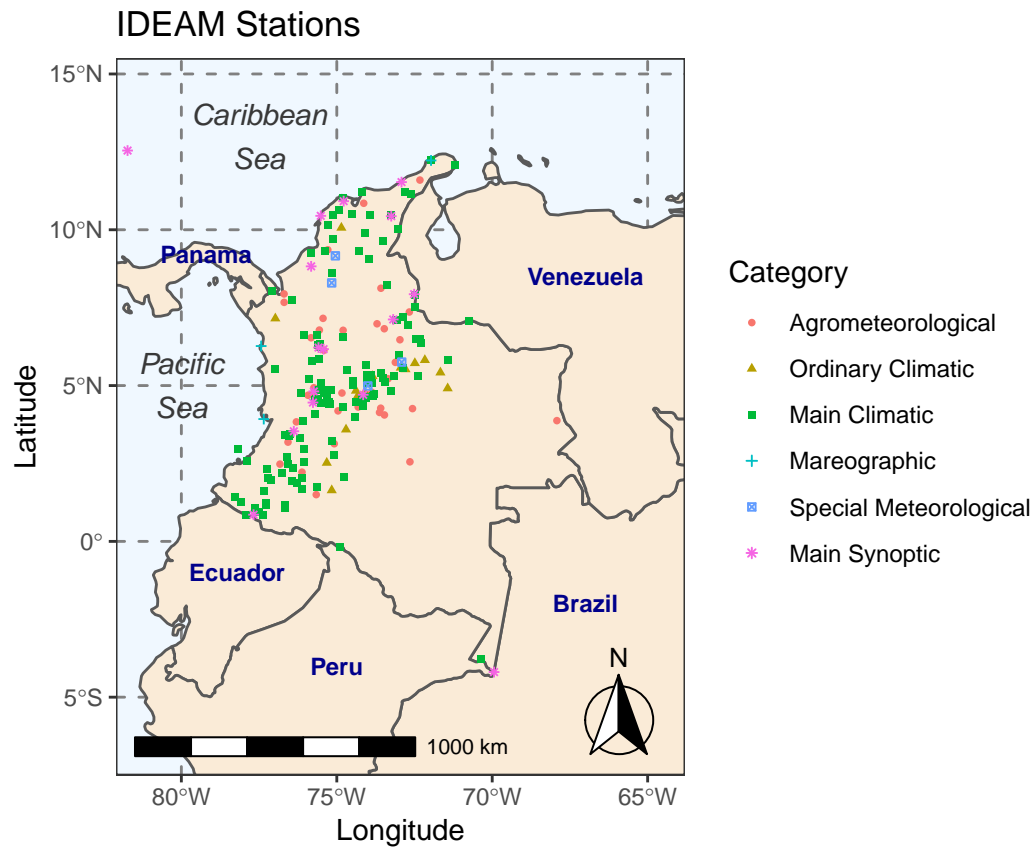 IDEAM Stations
15°N
10°N
5°N
0°
5°S
Latitude
Caribbean
Sea
Panama
Venezuela
Pacific
Sea
Ecuador
Brazil
Peru
N
1000 km
80°W
75°W
70°W
65°W
Longitude
Category
Agrometeorological
Ordinary Climatic
Main Climatic
Mareographic
Special Meteorological
Main Synoptic